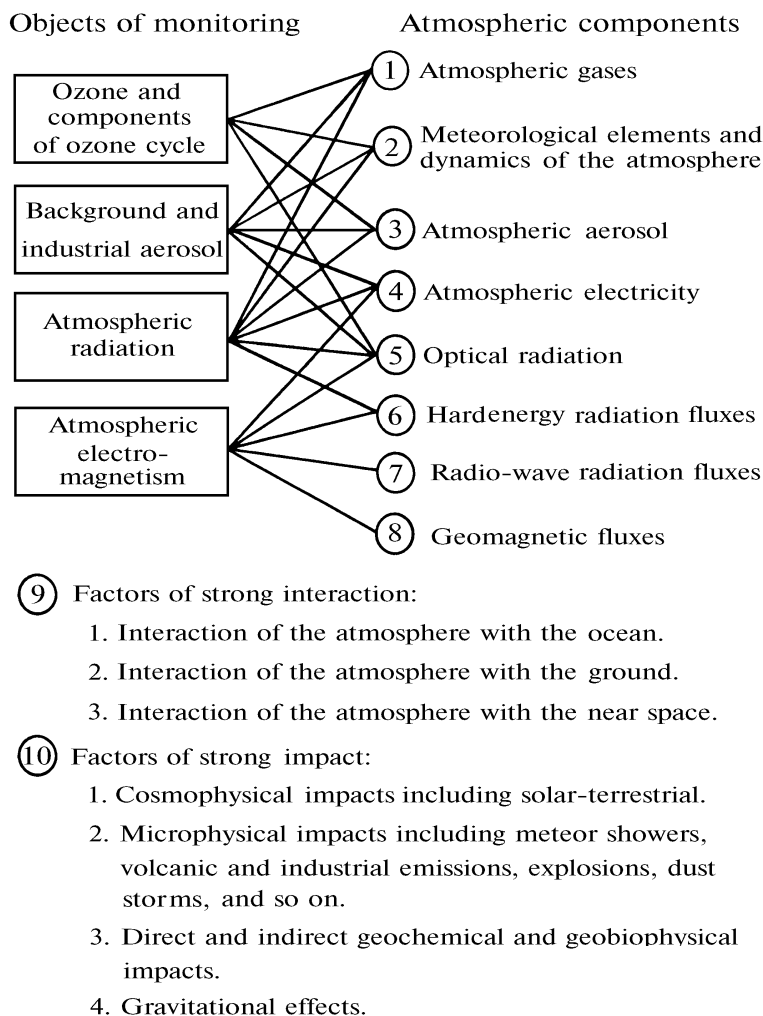 Objects of monitoring
Atmospheric components
Ozone and
components
of ozone cycle
Background and
industrial aerosol
Atmospheric
radiation
Atmospheric
electro-
magnetism
1 Atmospheric gases
2 Meteorological elements and
dynamics of the atmosphere
3 Atmospheric aerosol
4 Atmospheric electricity
5 Optical radiation
6 Hardenergy radiation fluxes
7 Radio-wave radiation fluxes
8 Geomagnetic fluxes
9 Factors of strong interaction:
1. Interaction of the atmosphere with the ocean.
2. Interaction of the atmosphere with the ground.
3. Interaction of the atmosphere with the near space.
10 Factors of strong impact:
1. Cosmophysical impacts including solar-terrestrial.
2. Microphysical impacts including meteor showers,
volcanic and industrial emissions, explosions, dust
storms, and so on.
3. Direct and indirect geochemical and geobiophysical
impacts.
4. Gravitational effects.